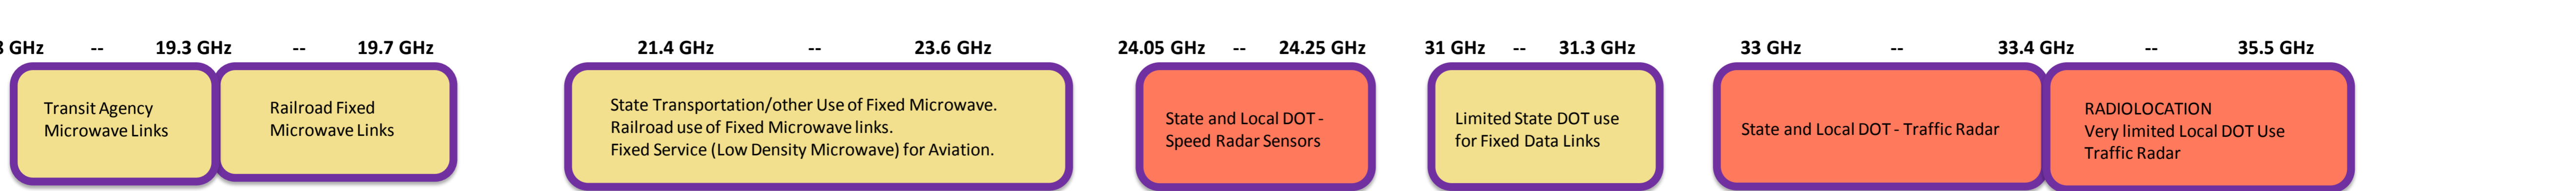 GHz -- 19.3 GHz -- 19.7 GHz 21.4 GHz -- 23.6 GHz 24.05 GHz -- 24.25 GHz 31 GHz -- 31.3 GHz 33 GHz -- 33.4 GHz -- 35.5 GHz
Transit Agency
Microwave Links
Railroad Fixed
Microwave Links
State Transportation/other Use of Fixed Microwave.
Railroad use of Fixed Microwave links.
Fixed Service (Low Density Microwave) for Aviation.
State and Local DOT -
Speed Radar Sensors
Limited State DOT use
for Fixed Data Links
State and Local DOT - Traffic Radar
RADIOLOCATION
Very limited Local DOT Use
Traffic Radar